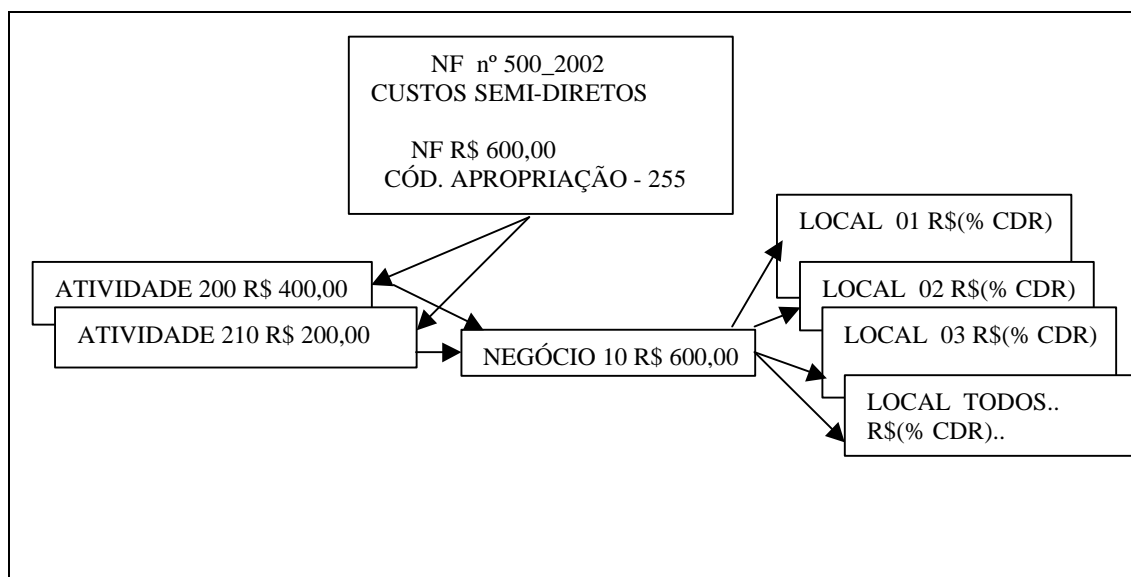 NF nº 500_2002
CUSTOS SEMI-DIRETOS
NF R$ 600,00
CÓD. APROPRIAÇÃO - 255
ATIVIDADE 200 R$ 400,00
ATIVIDADE 210 R$ 200,00
NEGÓCIO 10 R$ 600,00
LOCAL 01 R$(% CDR)
LOCAL 02 R$(% CDR)
LOCAL 03 R$(% CDR)
LOCAL TODOS..
R$(% CDR)..